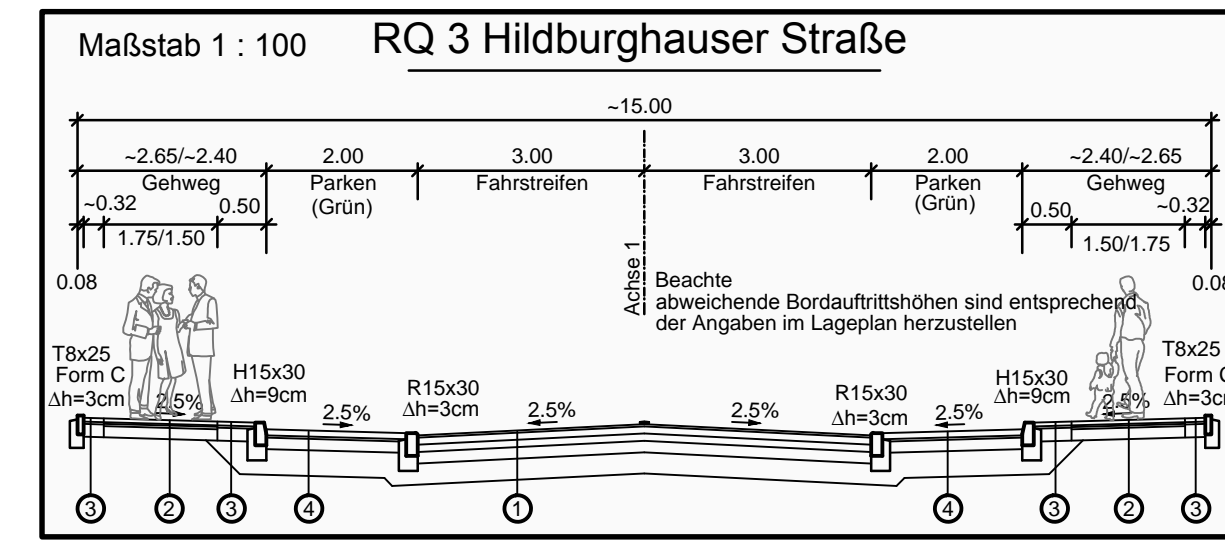 Maßstab 1 : 100
RQ 3 Hildburghauser Straße
~15.00
~2.65/~2.40
2.00
3.00
3.00
2.00
~2.40/~2.65
Gehweg
Parken
(Grün)
Fahrstreifen
Fahrstreifen
Parken
(Grün)
Gehweg
~0.32
0.50
0.50
~0.32
1.75/1.50
1.50/1.75
0.08
0.08
Achse 1
Beachte
abweichende Bordauftrittshöhen sind entsprechend
der Angaben im Lageplan herzustellen
T8x25
Form C
Δh=3cm
H15x30
Δh=9cm
R15x30
Δh=3cm
R15x30
Δh=3cm
H15x30
Δh=9cm
T8x25
Form C
Δh=3cm
2.5%
2.5%
2.5%
2.5%
2.5%
2.5%
3
2
3
4
1
4
3
2
3